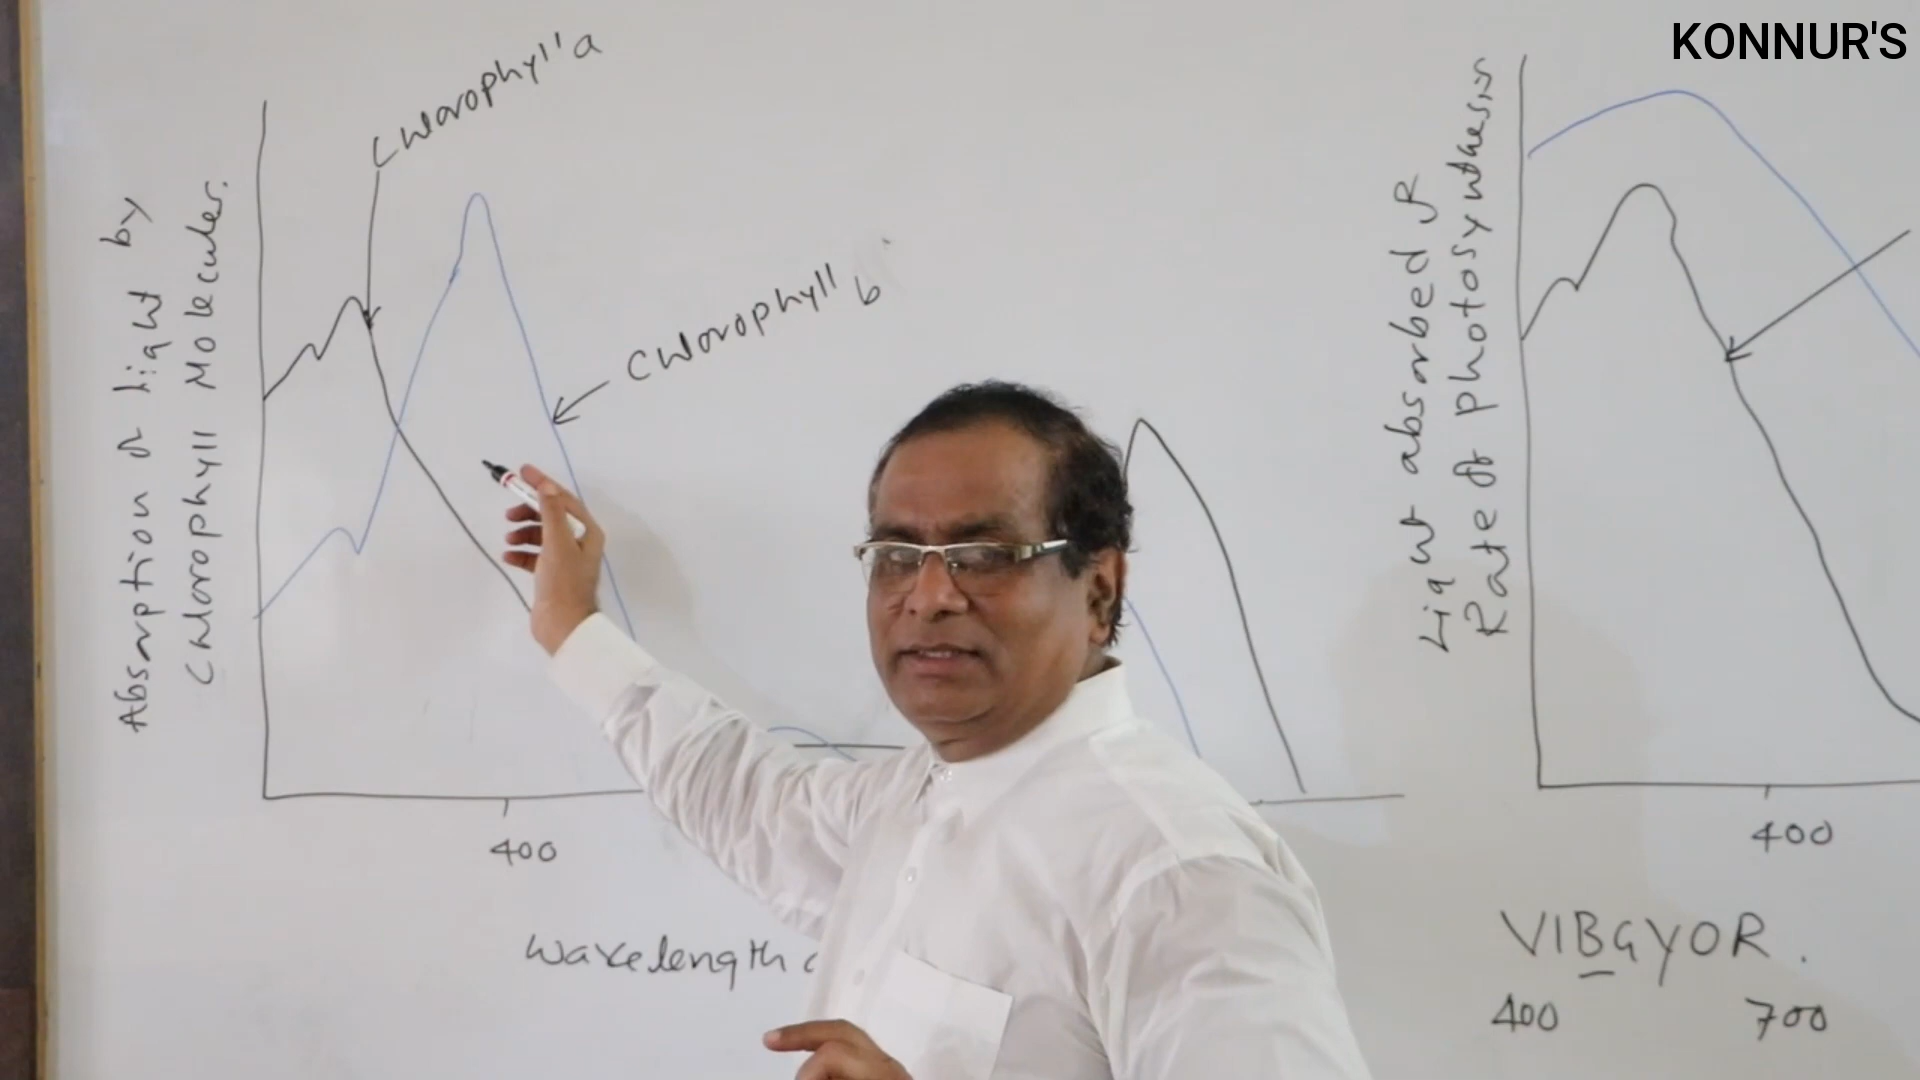 KONNUR'S
Chlorophyll 'a
Absorption of Light by
Chlorophyll Molecules.
Chlorophyll b
400
wavelength
Light absorbed &
Rate of photosynthesis
400
VIBGYOR.
400 700